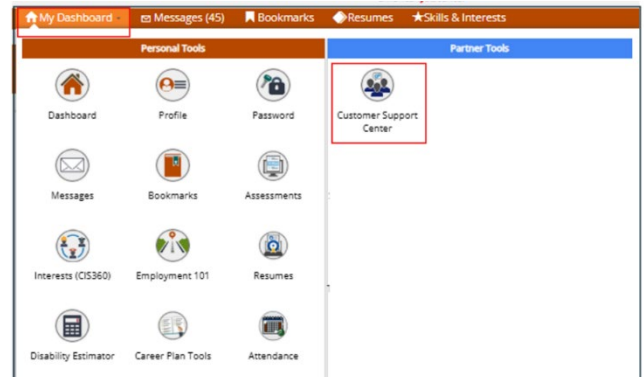 My Dashboard Messages (45) Bookmarks Resumes Skills & Interests
Personal Tools
Partner Tools
Dashboard
Profile
Password
Customer Support
Center
Messages
Bookmarks
Assessments
Interests (CIS360)
Employment 101
Resumes
Disability Estimator
Career Plan Tools
Attendance